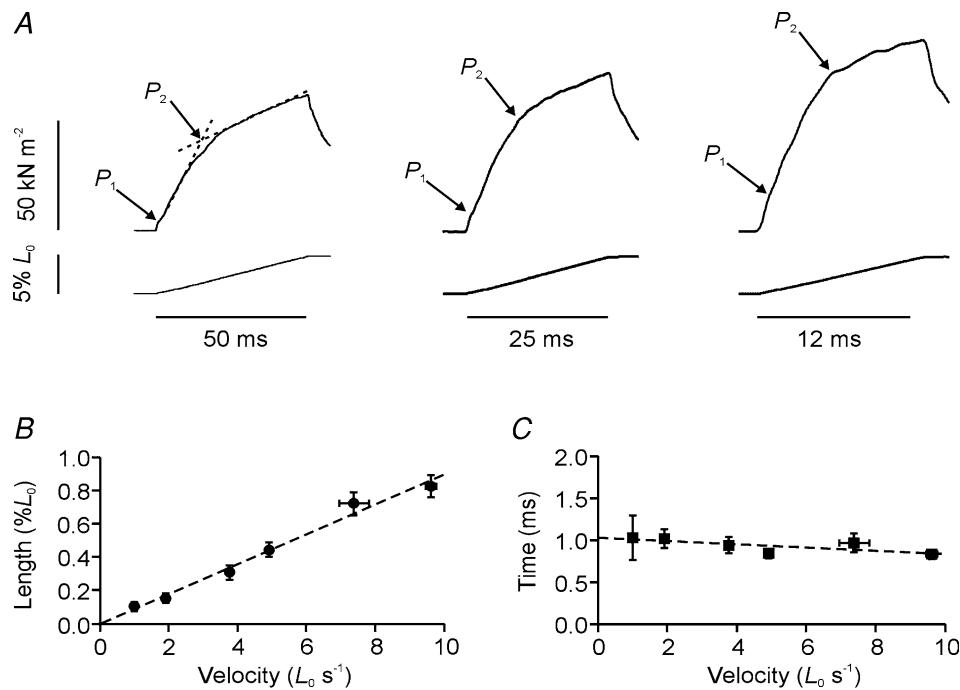 A
P2
P1
P2
P1
P2
P1
50 kN m-2
5% L0
50 ms
25 ms
12 ms
B
1.0
0.8
0.6
0.4
0.2
0.0
Length (%L0)
0 2 4 6 8 10
Velocity (L0 s-1)
C
2.0
1.5
1.0
0.5
0.0
Time (ms)
0 2 4 6 8 10
Velocity (L0 s-1)